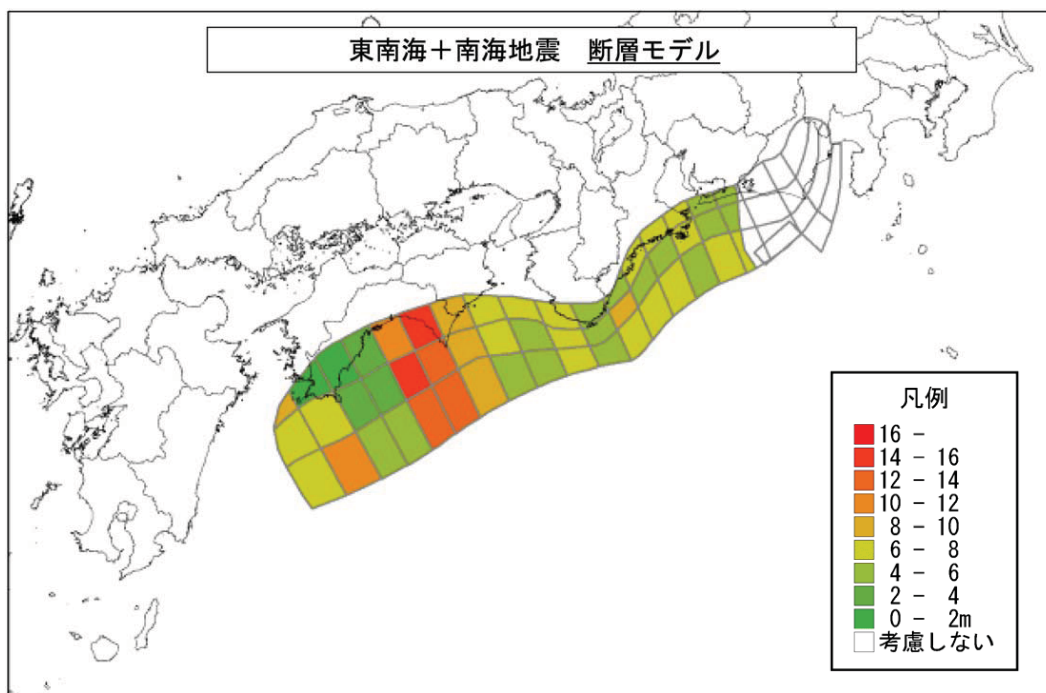 東南海＋南海地震　断層モデル
凡例
16 －
14 － 16
12 － 14
10 － 12
8 － 10
6 － 8
4 － 6
2 － 4
0 － 2m
考慮しない